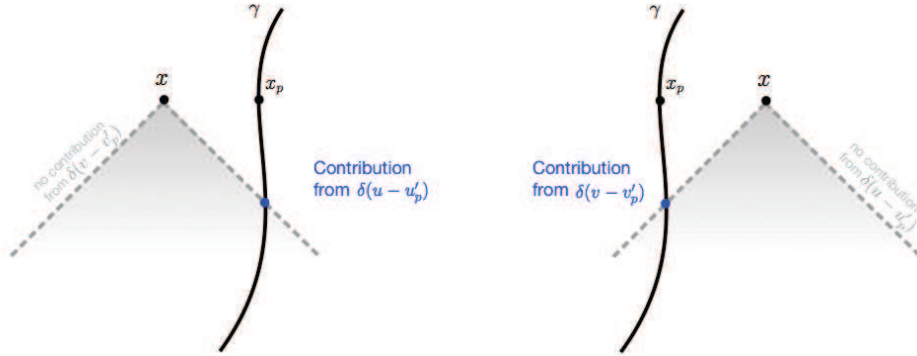 γ
x
x_p
no contribution
from δ(v − v'_p)
Contribution
from δ(u − u'_p)
γ
x_p
x
Contribution
from δ(v − v'_p)
no contribution
from δ(u − u'_p)